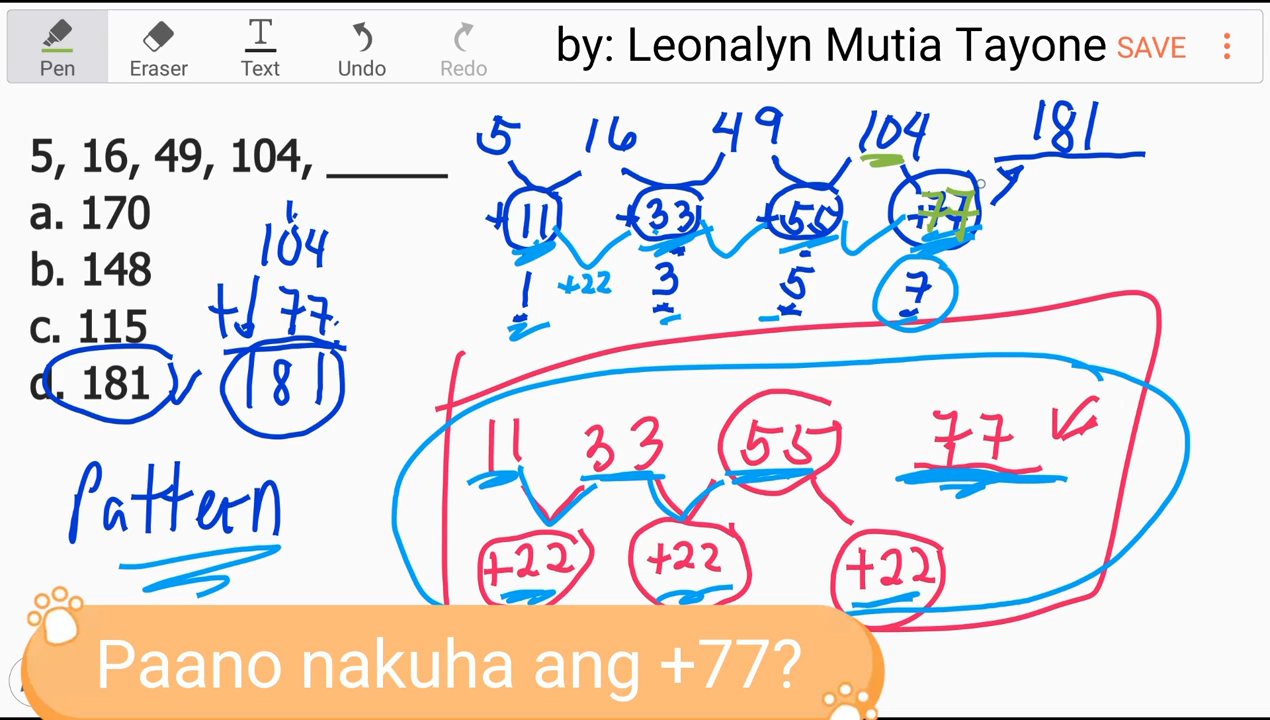 by: Leonalyn Mutia Tayone SAVE
Pen Eraser Text Undo Redo
5, 16, 49, 104, ______
a. 170
b. 148
c. 115
d. 181
1
104
+ 77
181
Pattern
5 16 49 104 181
+11 +33 +55 +77
+22
1 3 5 7
11 33 55 77
+22 +22 +22
Paano nakuha ang +77?